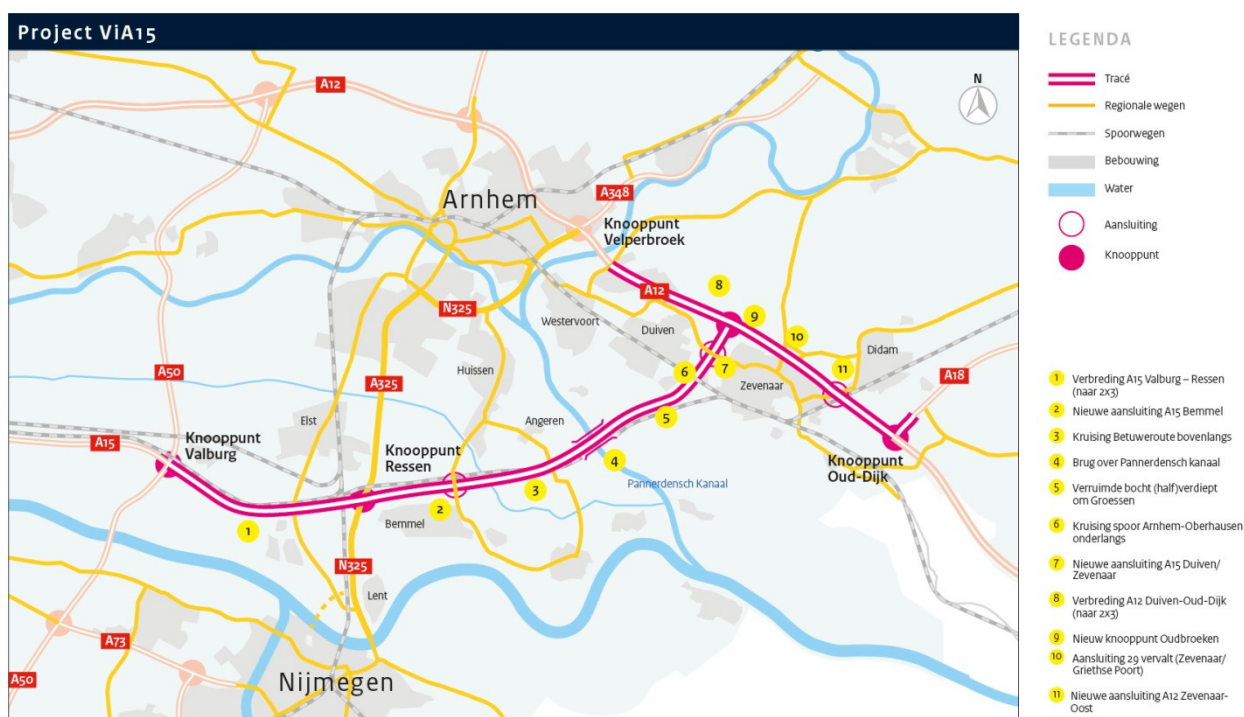 Project ViA15
A12
A348
Arnhem
Knooppunt
Velperbroek
N325
A12
8
9
10
Westervoort
Duiven
Didam
11
A50
A325
Huissen
6
7
Zevenaar
A18
Elst
Angeren
5
A15
Knooppunt
Valburg
Knooppunt
Ressen
4
Knooppunt
Oud-Dijk
3
Pannerdensch Kanaal
2
1
Bemmel
N325
Lent
A73
A50
Nijmegen
N
LEGENDA
Tracé
Regionale wegen
Spoorwegen
Bebouwing
Water
Aansluiting
Knooppunt
1 Verbreding A15 Valburg – Ressen
(naar 2x3)
2 Nieuwe aansluiting A15 Bemmel
3 Kruising Betuweroute bovenlangs
4 Brug over Pannerdensch kanaal
5 Verruimde bocht (half)verdiept
om Groessen
6 Kruising spoor Arnhem-Oberhausen
onderlangs
7 Nieuwe aansluiting A15 Duiven/
Zevenaar
8 Verbreding A12 Duiven-Oud-Dijk
(naar 2x3)
9 Nieuw knooppunt Oudbroeken
10 Aansluiting 29 vervalt (Zevenaar/
Griethse Poort)
11 Nieuwe aansluiting A12 Zevenaar-
Oost